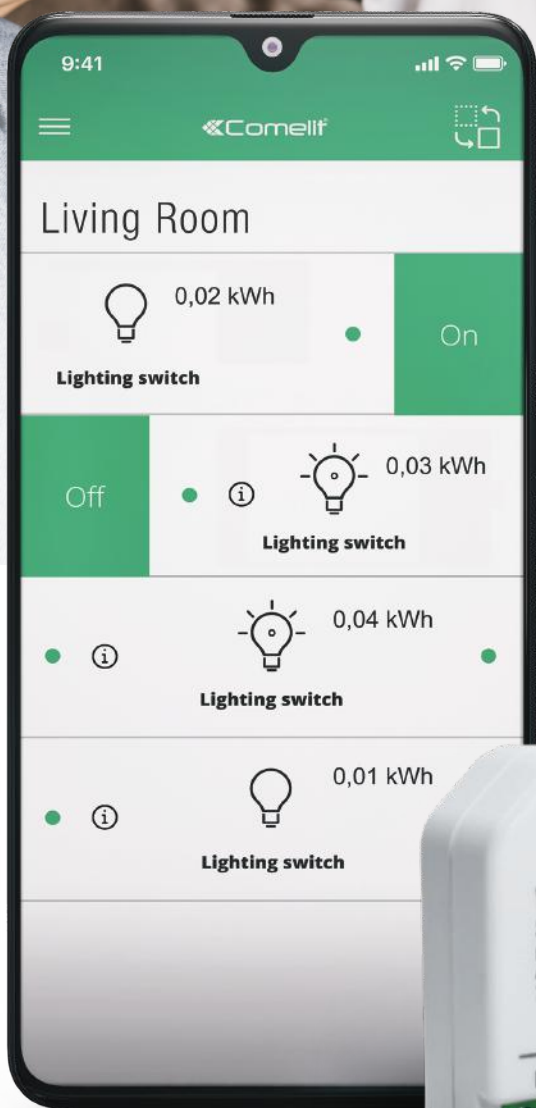 9:41
Comelit
Living Room
0,02 kWh
Lighting switch
On
Off
0,03 kWh
Lighting switch
0,04 kWh
Lighting switch
0,01 kWh
Lighting switch